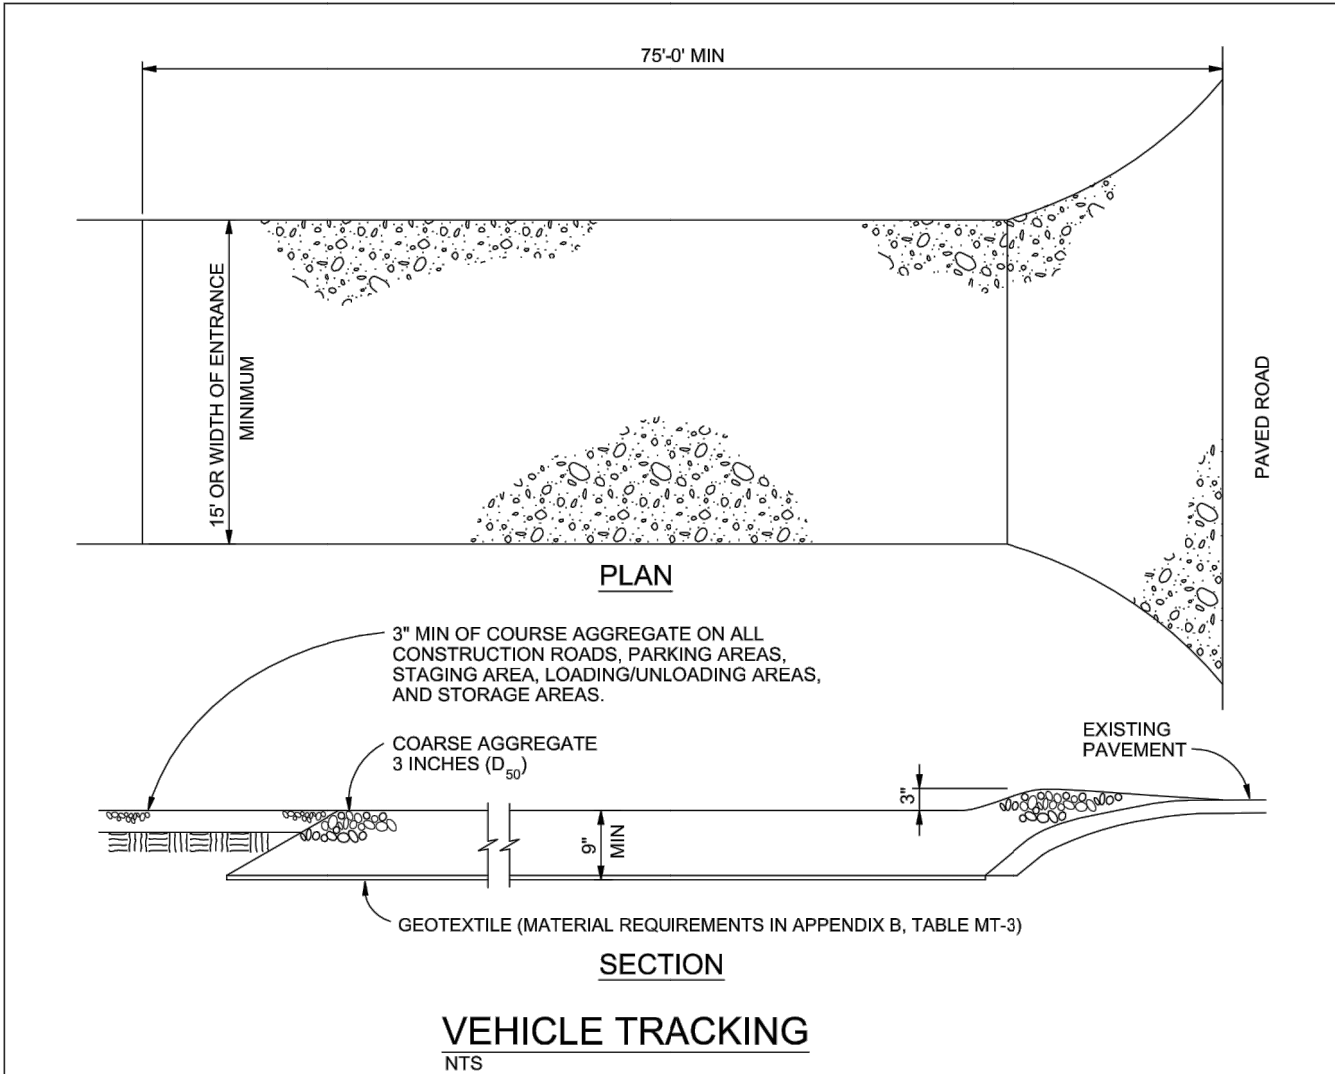 75'-0' MIN
15' OR WIDTH OF ENTRANCE
MINIMUM
PAVED ROAD
PLAN
3" MIN OF COURSE AGGREGATE ON ALL
CONSTRUCTION ROADS, PARKING AREAS,
STAGING AREA, LOADING/UNLOADING AREAS,
AND STORAGE AREAS.
COARSE AGGREGATE
3 INCHES (D50)
EXISTING
PAVEMENT
3"
9"
MIN
GEOTEXTILE (MATERIAL REQUIREMENTS IN APPENDIX B, TABLE MT-3)
SECTION
VEHICLE TRACKING
NTS